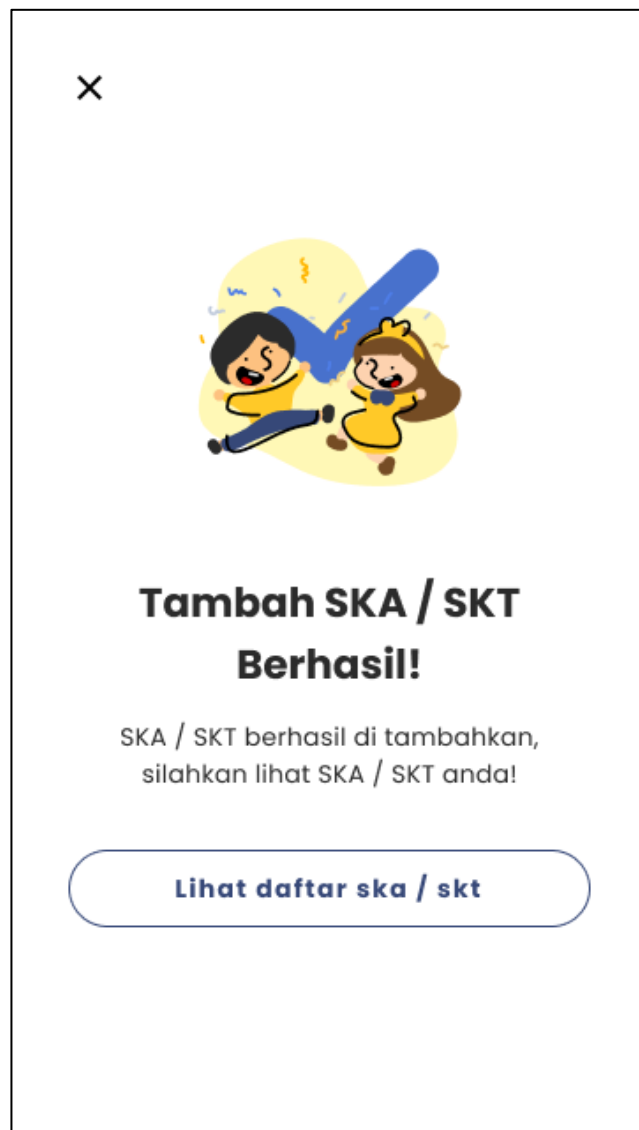 Tambah SKA / SKT
Berhasil!
SKA / SKT berhasil di tambahkan,
silahkan lihat SKA / SKT anda!
Lihat daftar ska / skt